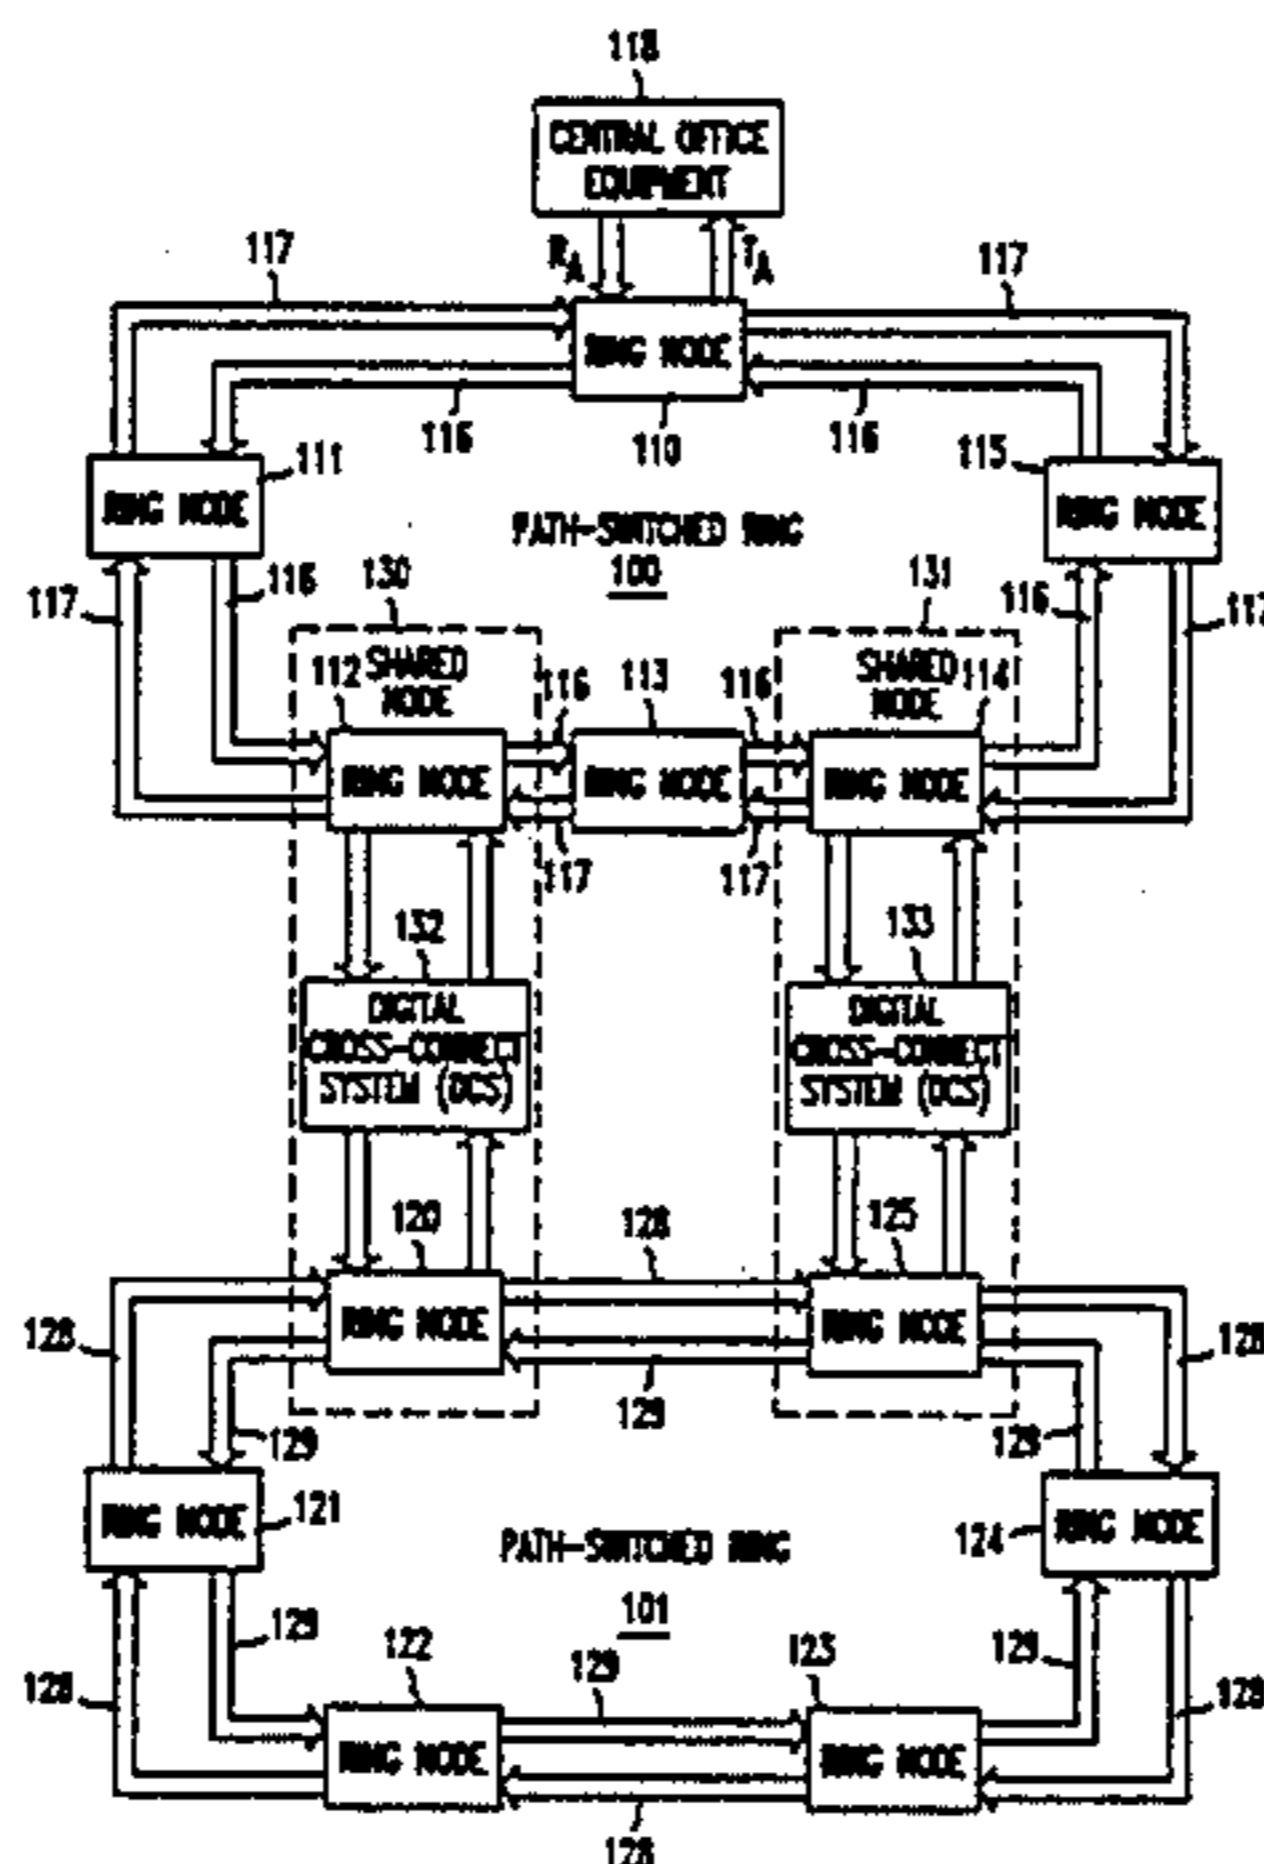 118
CENTRAL OFFICE
EQUIPMENT
117
R_A
T_A
117
RING NODE
116
110
116
111
115
RING NODE
PATH-SWITCHED RING
RING NODE
100
117
116
130
131
116
117
112
SHARED
NODE
116
113
116
SHARED
NODE
114
RING NODE
RING NODE
RING NODE
117
117
132
133
DIGITAL
CROSS-CONNECT
SYSTEM (DCS)
DIGITAL
CROSS-CONNECT
SYSTEM (DCS)
120
128
125
128
RING NODE
RING NODE
128
129
129
129
RING NODE
121
PATH-SWITCHED RING
124
RING NODE
101
129
122
129
123
129
128
128
RING NODE
RING NODE
128